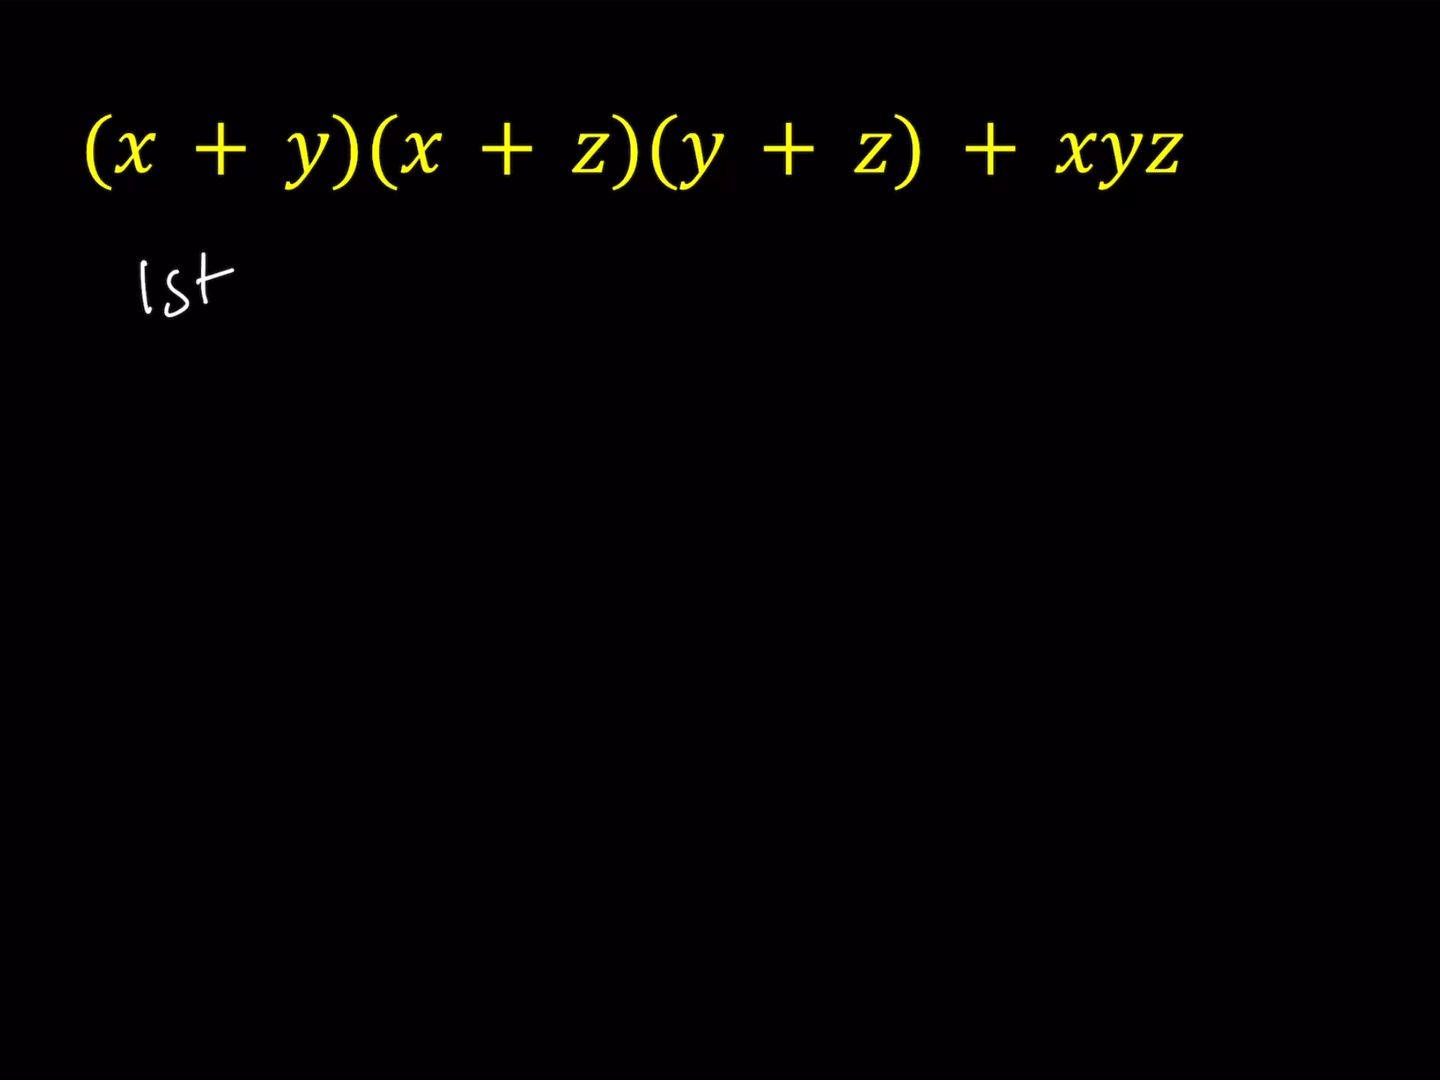 (x + y)(x + z)(y + z) + xyz
1st